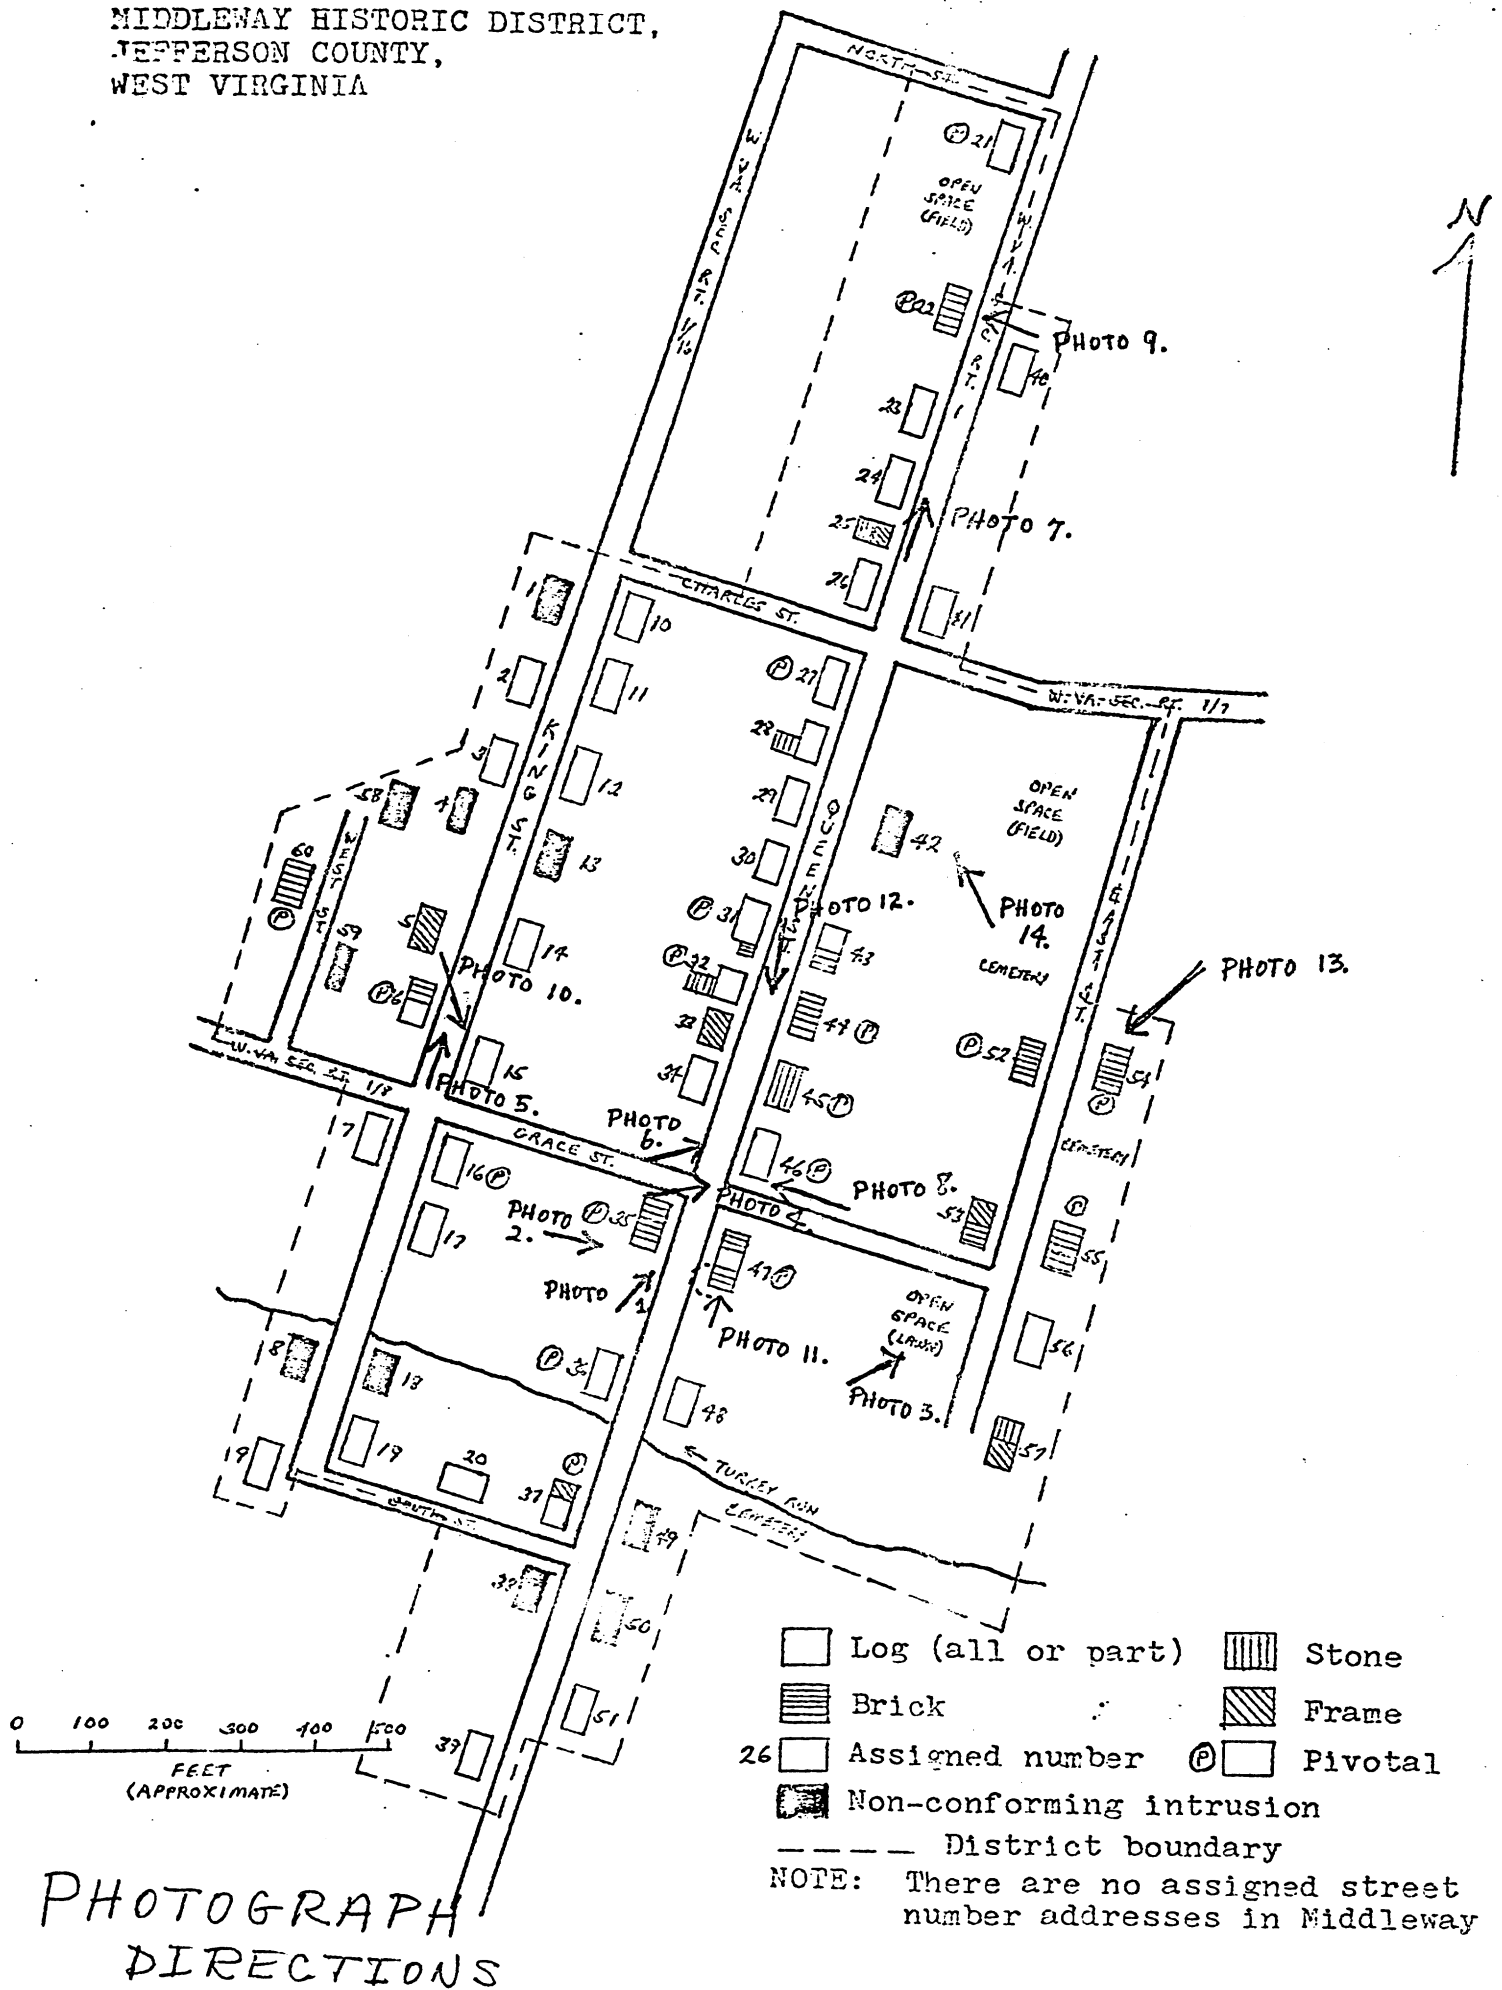 MIDDLEWAY HISTORIC DISTRICT,
JEFFERSON COUNTY,
WEST VIRGINIA
NORTH ST.
W. VA. SEC. RT. 1/16
W. VA. SEC. RT. 1
N
Ⓟ 21
OPEN
SPACE
(FIELD)
Ⓟ 22
PHOTO 9.
40
23
24
25
PHOTO 7.
26
41
CHARLES ST.
W. VA. SEC. RT. 1/7
1
10
2
11
3
12
58
4
13
KING ST.
60
Ⓟ
WEST ST.
59
5
14
Ⓟ 6
PHOTO 10.
15
PHOTO 5.
W. VA. SEC. RT. 1/8
Ⓟ 27
28
29
30
Ⓟ 31
Ⓟ 32
33
34
QUEEN ST.
PHOTO 12.
42
OPEN
SPACE
(FIELD)
PHOTO
14.
CEMETERY
43
44 Ⓟ
45 Ⓟ
46 Ⓟ
Ⓟ 52
EAST ST.
PHOTO 13.
54
Ⓟ
CEMETERY
Ⓟ
55
56
57
53
PHOTO
6.
GRACE ST.
PHOTO 8.
PHOTO 4.
7
16 Ⓟ
17
PHOTO
2.
Ⓟ 35
PHOTO
1.
47 Ⓟ
PHOTO 11.
OPEN
SPACE
(LAWN)
PHOTO 3.
8
18
Ⓟ 36
48
9
19
20
Ⓟ
37
SOUTH ST.
TURKEY RUN
CEMETERY
49
38
50
51
39
0 100 200 300 400 500
FEET
(APPROXIMATE)
Log (all or part)
Stone
Brick
Frame
26 Assigned number
Ⓟ Pivotal
Non-conforming intrusion
District boundary
NOTE: There are no assigned street
number addresses in Middleway
PHOTOGRAPH
DIRECTIONS